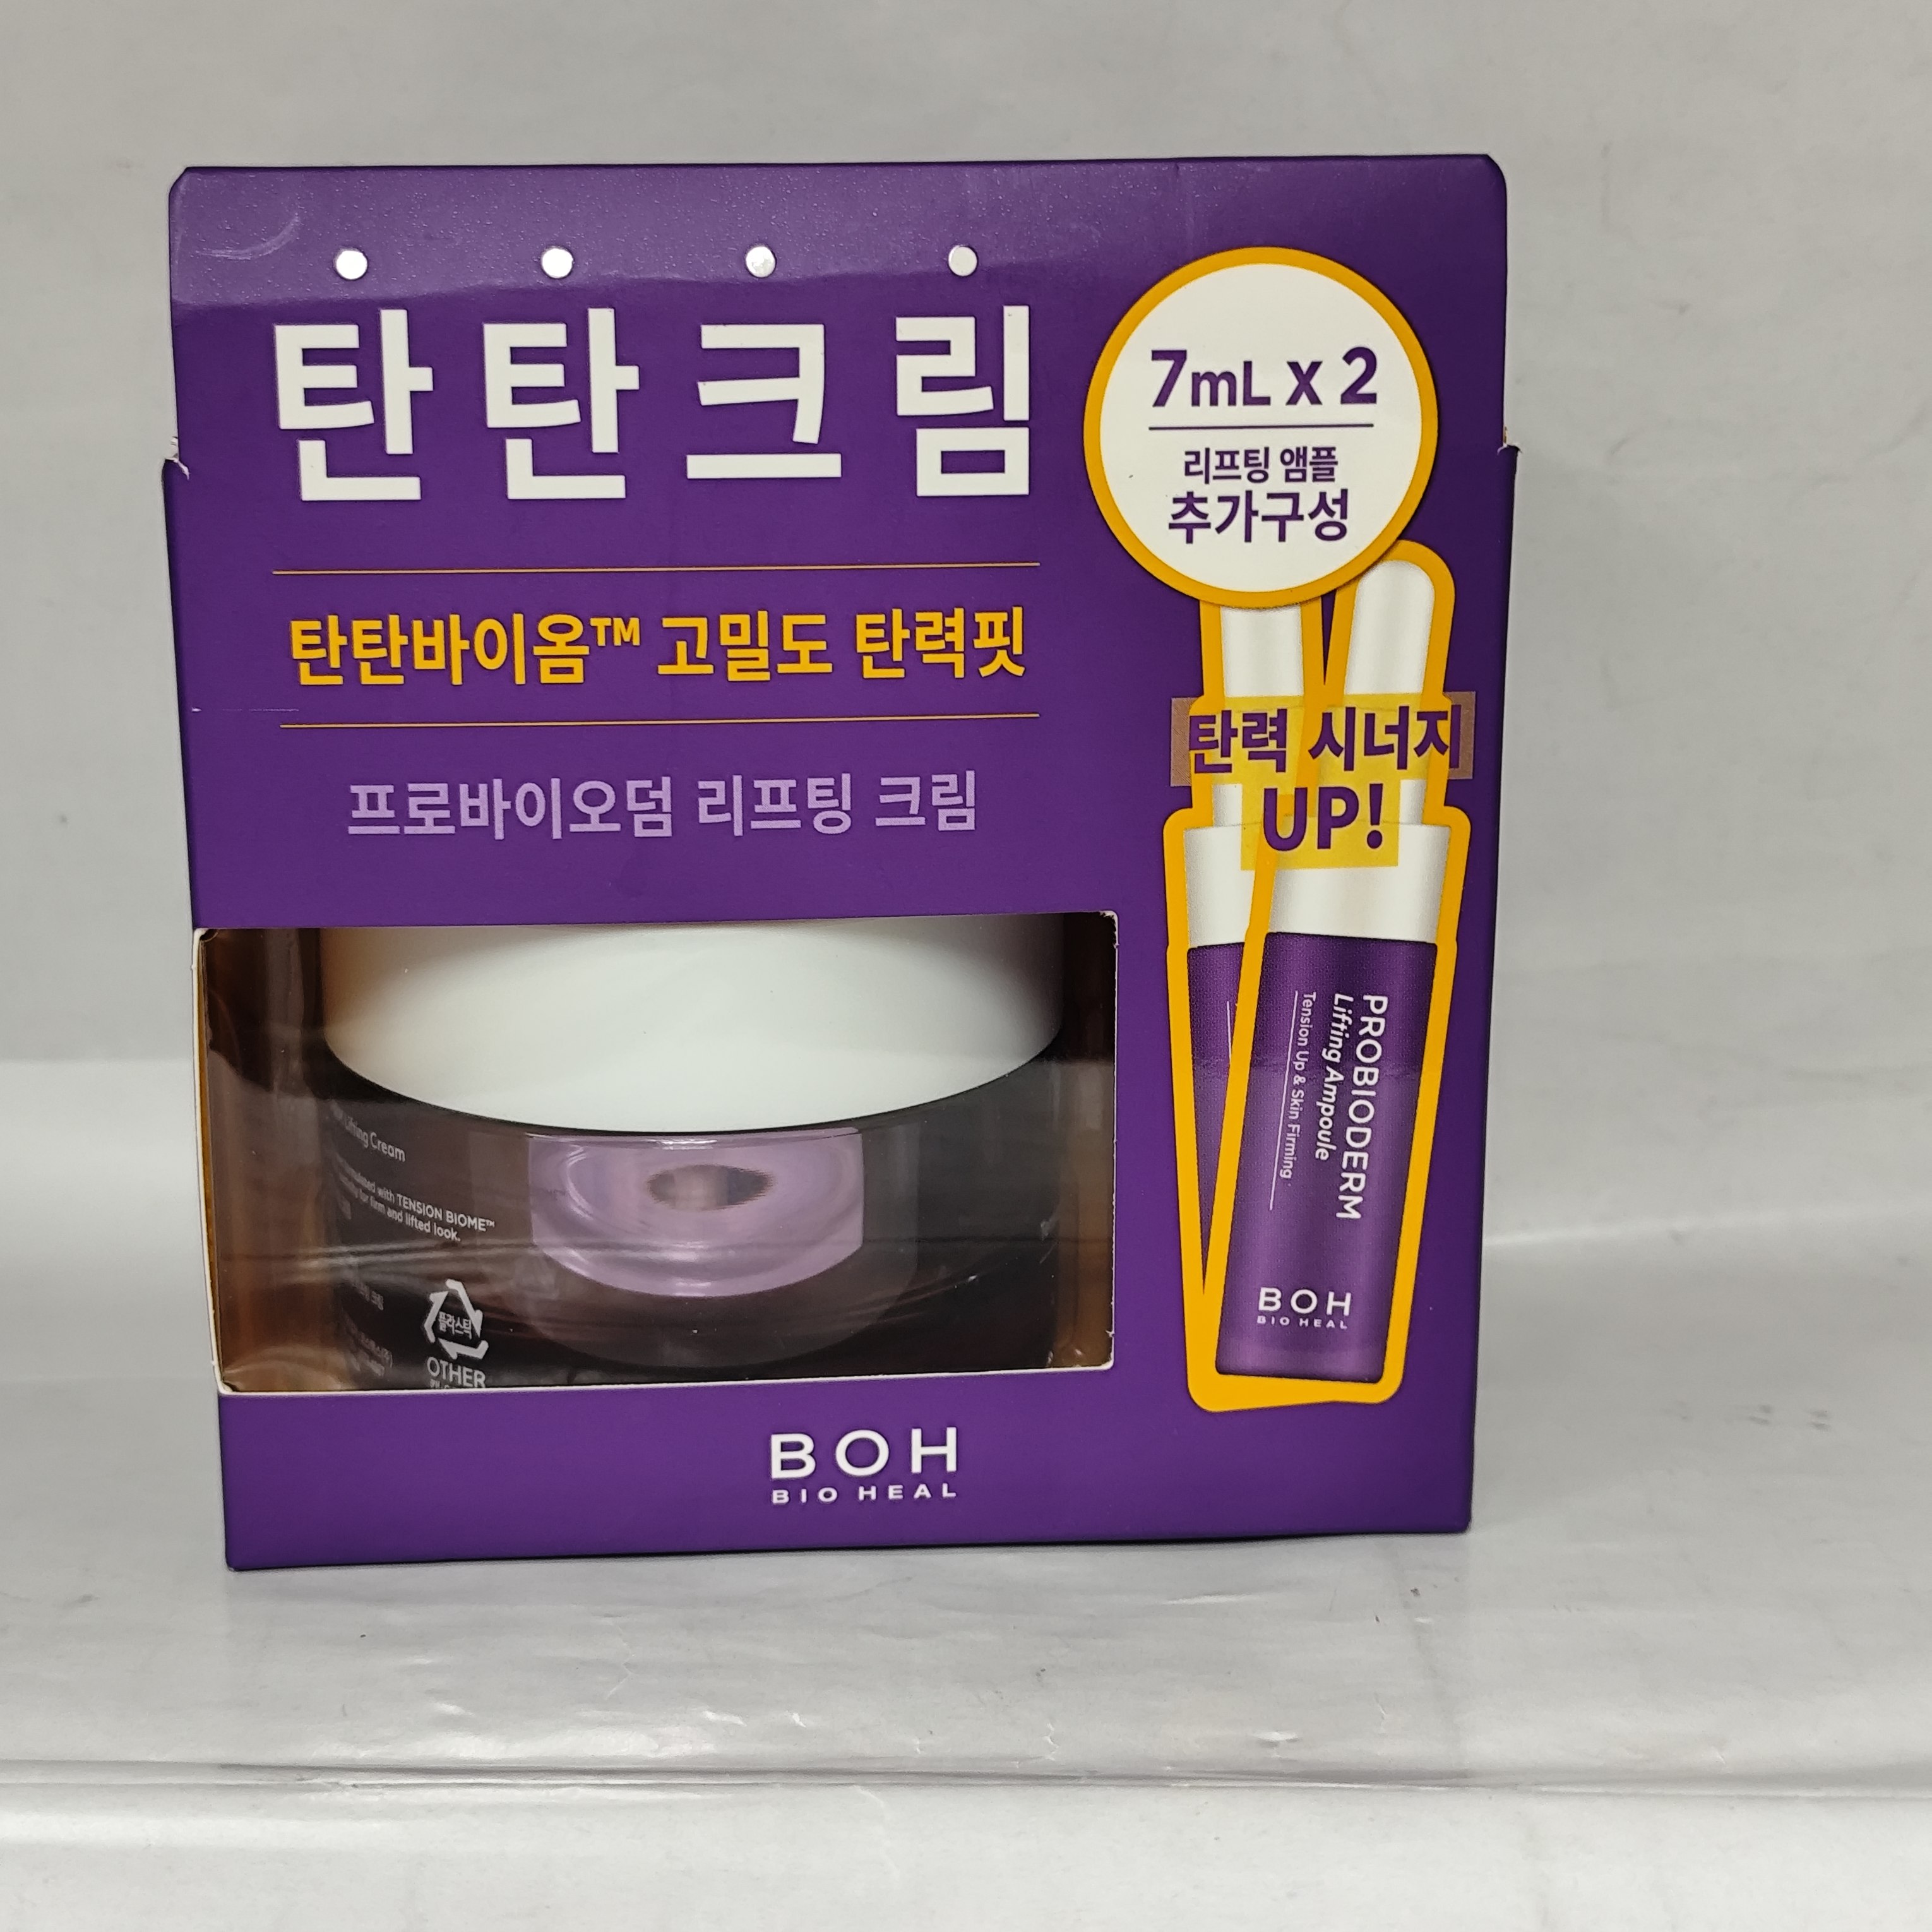 탄탄크림
탄탄바이옴™ 고밀도 탄력핏
프로바이오덤 리프팅 크림
7mL x 2
리프팅 앰플
추가구성
탄력 시너지
UP!
PROBIODERM
Lifting Ampoule
Tension Up & Skin Firming
BOH
BIO HEAL
Lifting Cream
with TENSION BIOME™
for firm and lifted look.
플라스틱
OTHER
BOH
BIO HEAL